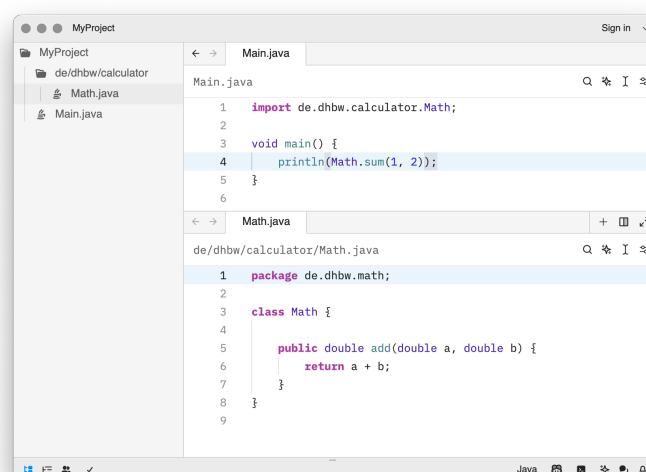 MyProject
Sign in
MyProject
de/dhbw/calculator
Math.java
Main.java
Main.java
Main.java
1 import de.dhbw.calculator.Math;
2
3 void main() {
4 println(Math.sum(1, 2));
5 }
6
Math.java
de/dhbw/calculator/Math.java
1 package de.dhbw.math;
2
3 class Math {
4
5 public double add(double a, double b) {
6 return a + b;
7 }
8 }
9
Java